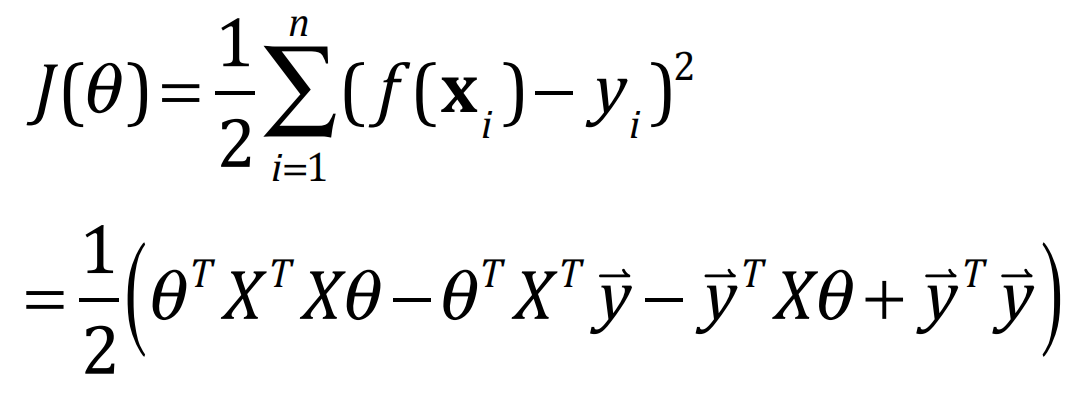 J(θ) = 1/2 ∑_{i=1}^{n} (f(𝐱_i) − y_i)²
= 1/2 (θ^T X^T Xθ − θ^T X^T y⃗ − y⃗^T Xθ + y⃗^T y⃗)